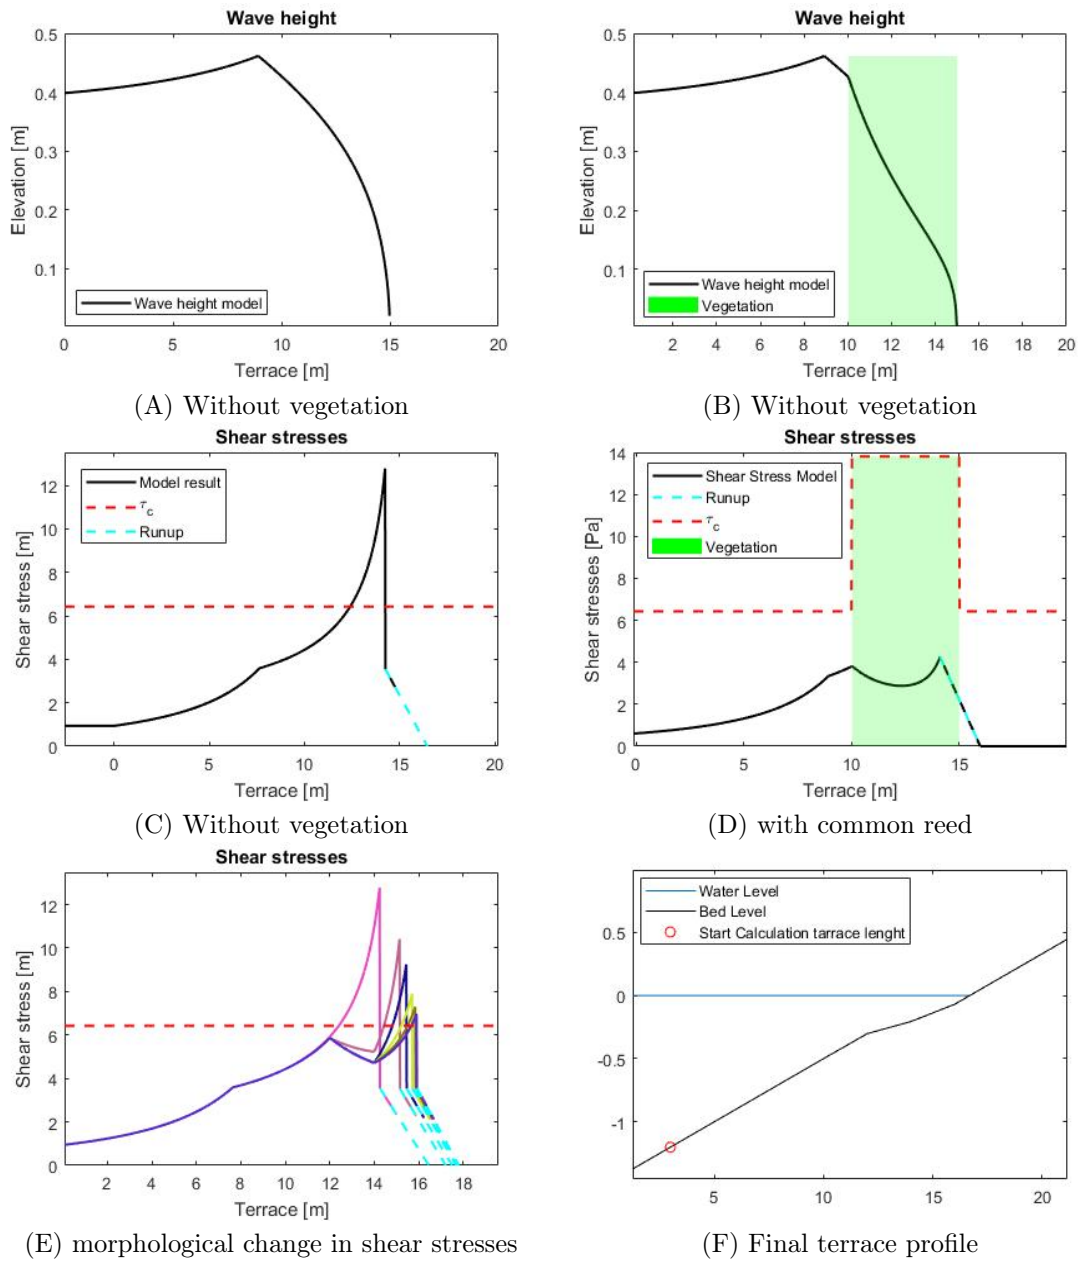 Wave height
0.5
0.4
0.3
0.2
0.1
Elevation [m]
Wave height model
0 5 10 15 20
Terrace [m]
(A) Without vegetation
Wave height
0.5
0.4
0.3
0.2
0.1
Elevation [m]
Wave height model
Vegetation
2 4 6 8 10 12 14 16 18 20
Terrace [m]
(B) Without vegetation
Shear stresses
12
10
8
6
4
2
0
Shear stress [m]
Model result
τc
Runup
0 5 10 15 20
Terrace [m]
(C) Without vegetation
Shear stresses
14
12
10
8
6
4
2
0
Shear stresses [Pa]
Shear Stress Model
Runup
τc
Vegetation
0 5 10 15
Terrace [m]
(D) with common reed
Shear stresses
12
10
8
6
4
2
0
Shear stress [m]
2 4 6 8 10 12 14 16 18
Terrace [m]
(E) morphological change in shear stresses
Water Level
Bed Level
Start Calculation tarrace lenght
0.5
0
-0.5
-1
5 10 15 20
(F) Final terrace profile